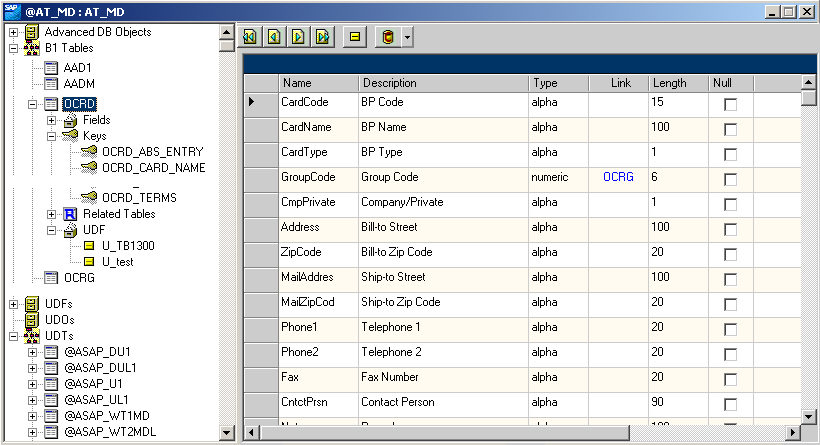 SAP @AT_MD : AT_MD
Advanced DB Objects
B1 Tables
AAD1
AADM
OCRD
Fields
Keys
OCRD_ABS_ENTRY
OCRD_CARD_NAME
OCRD_TERMS
Related Tables
UDF
U_TB1300
U_test
OCRG
UDFs
UDOs
UDTs
@ASAP_DU1
@ASAP_DUL1
@ASAP_U1
@ASAP_UL1
@ASAP_WT1MD
@ASAP_WT2MDL
Name Description Type Link Length Null
CardCode BP Code alpha 15
CardName BP Name alpha 100
CardType BP Type alpha 1
GroupCode Group Code numeric OCRG 6
CmpPrivate Company/Private alpha 1
Address Bill-to Street alpha 100
ZipCode Bill-to Zip Code alpha 20
MailAddres Ship-to Street alpha 100
MailZipCod Ship-to Zip Code alpha 20
Phone1 Telephone 1 alpha 20
Phone2 Telephone 2 alpha 20
Fax Fax Number alpha 20
CntctPrsn Contact Person alpha 90